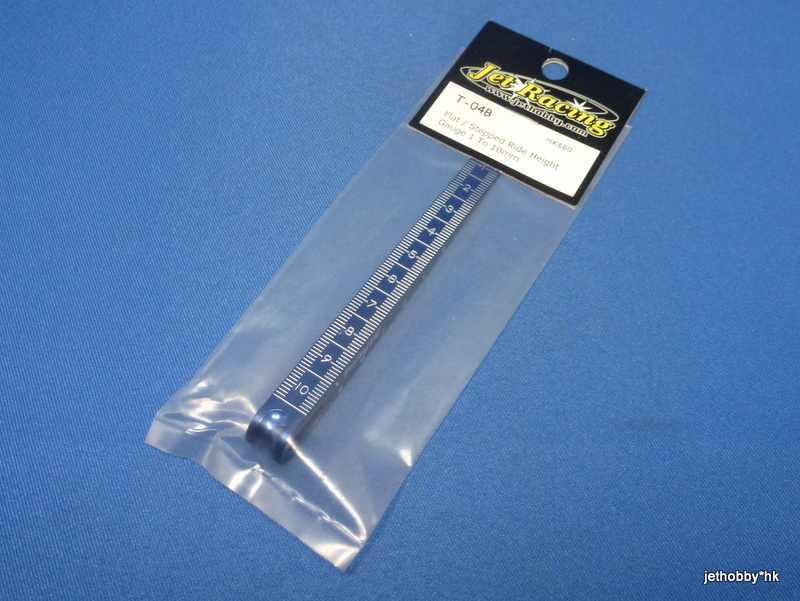 Jet Racing
www.jethobby.com
T-04B
HK$60
Flat / Stepped Ride Height
Gauge 1 To 10mm
2
3
4
5
6
7
8
9
10
jethobby*hk